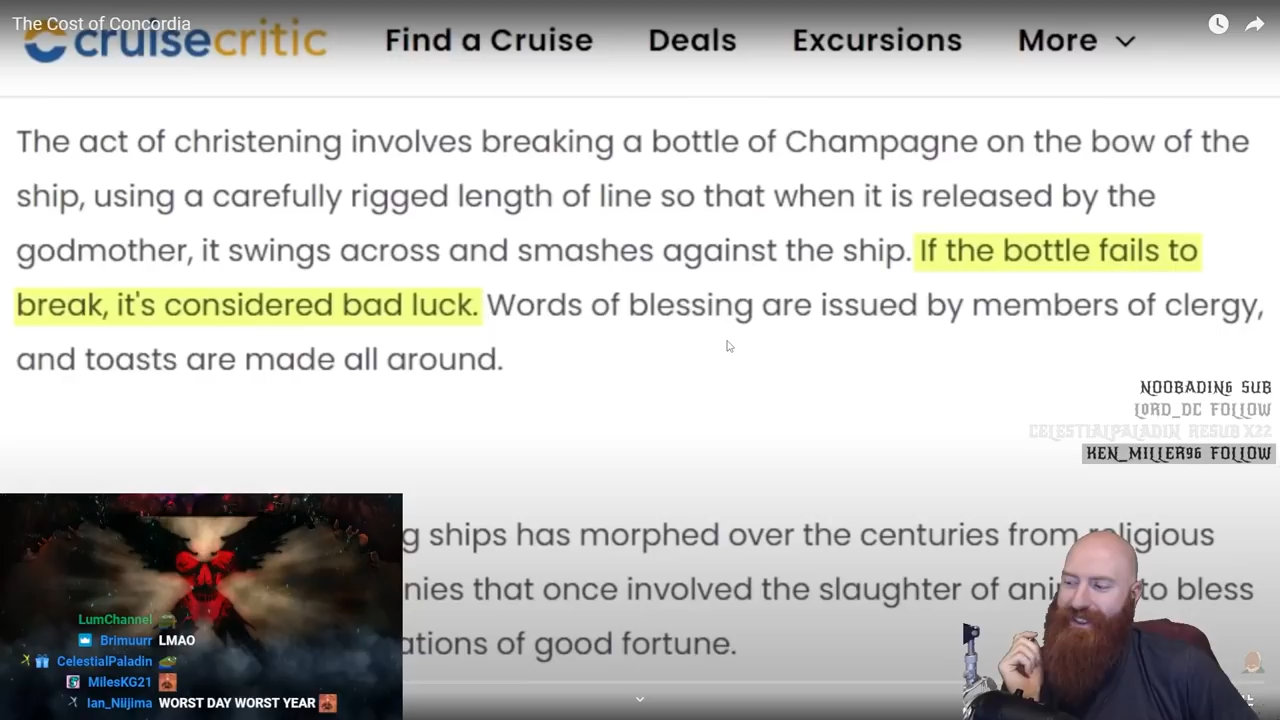 The Cost of Concordia
cruisecritic Find a Cruise Deals Excursions More
The act of christening involves breaking a bottle of Champagne on the bow of the
ship, using a carefully rigged length of line so that when it is released by the
godmother, it swings across and smashes against the ship. If the bottle fails to
break, it's considered bad luck. Words of blessing are issued by members of clergy,
and toasts are made all around.
NOOBADING SUB
LORD_DC FOLLOW
CELESTIALPALADIN RESUB X22
KEN_MILLER96 FOLLOW
g ships has morphed over the centuries from religious
nies that once involved the slaughter of ani to bless
ations of good fortune.
LumChannel
Brimuurr LMAO
CelestialPaladin
MilesKG21
Ian_Niijima WORST DAY WORST YEAR